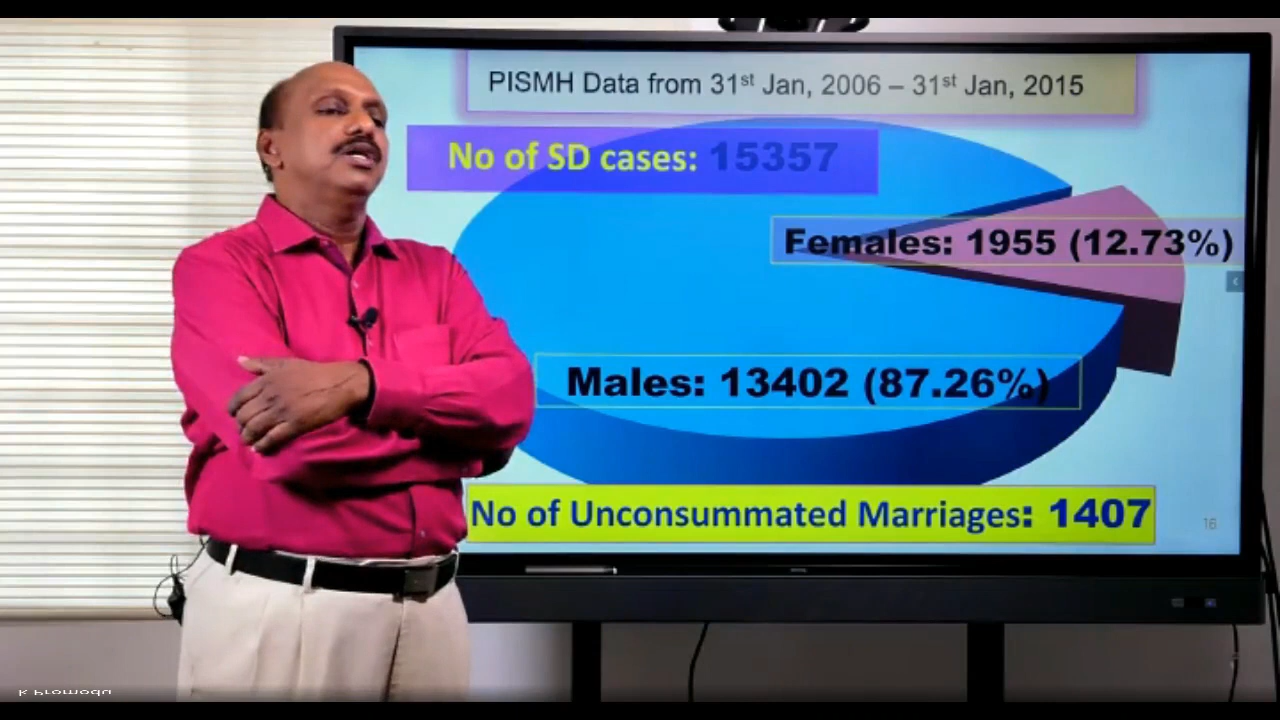 PISMH Data from 31st Jan, 2006 – 31st Jan, 2015
No of SD cases: 15357
Females: 1955 (12.73%)
Males: 13402 (87.26%)
No of Unconsummated Marriages: 1407
16
K Promodu